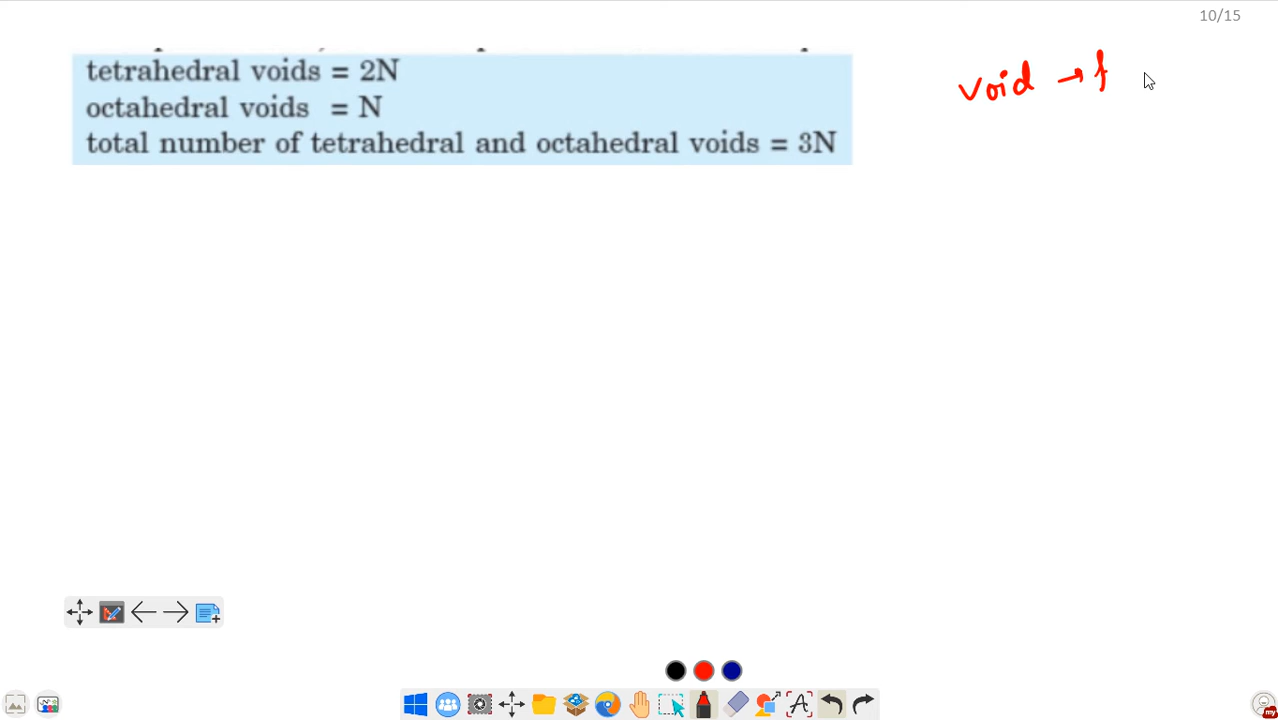 10/15
tetrahedral voids = 2N
octahedral voids = N
total number of tetrahedral and octahedral voids = 3N
void → f